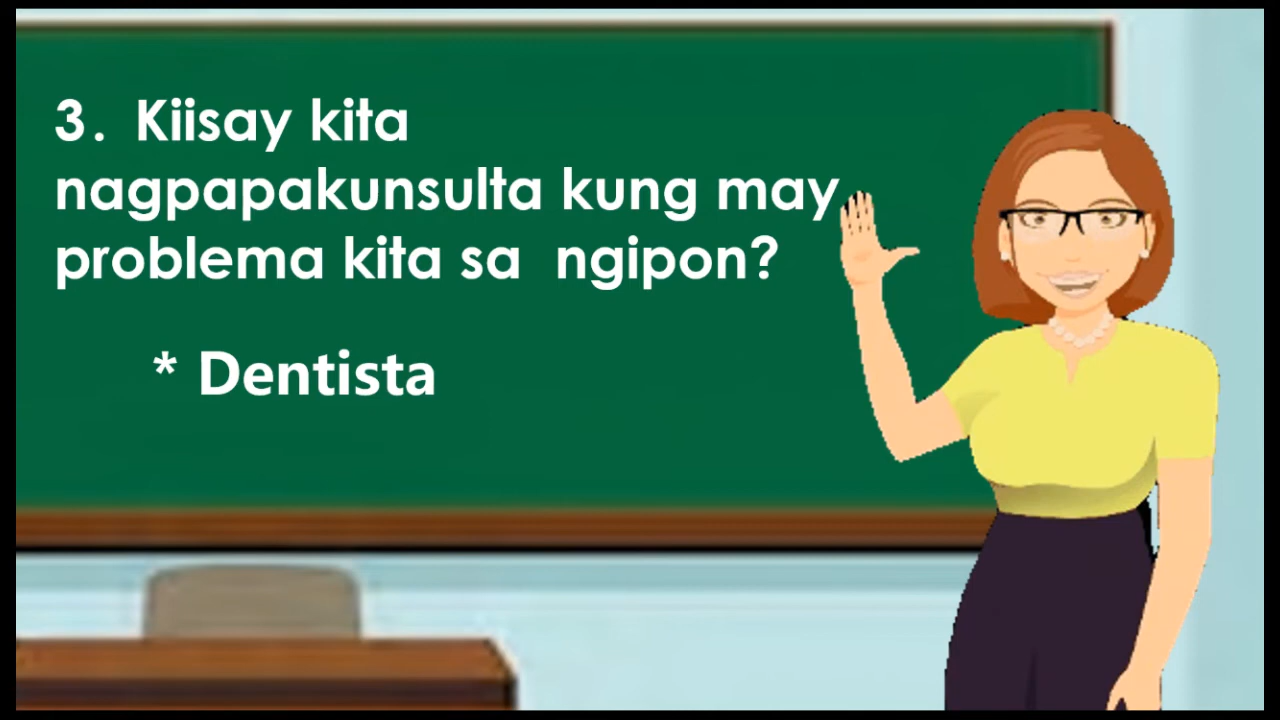 3. Kiisay kita
nagpapakunsulta kung may
problema kita sa ngipon?
* Dentista